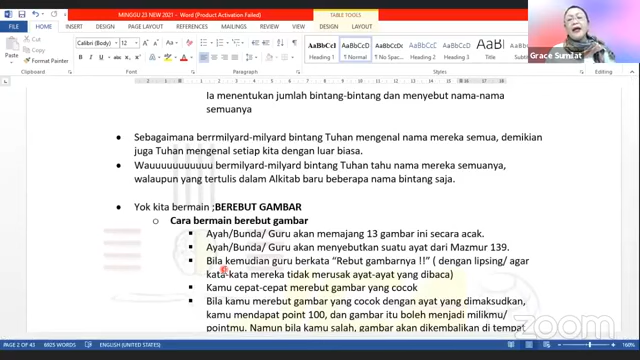 MINGGU 23 NEW 2021 - Word (Product Activation Failed)
TABLE TOOLS
FILE HOME INSERT DESIGN PAGE LAYOUT REFERENCES MAILINGS REVIEW VIEW DESIGN LAYOUT
Cut
Copy
Paste
Format Painter
Calibri (Body) 12
AaBbCcI AaBbCcD AaBbCcDc AaBbCcD AaBbCcD AaBbCcD AaB
Heading 1 ¶ Normal ¶ No Spac... Heading 2 Heading 3 Heading 4 Title
Clipboard Font Paragraph Styles
Grace Sumilat
Ia menentukan jumlah bintang-bintang dan menyebut nama-nama
semuanya
• Sebagaimana berrmilyard-milyard bintang Tuhan mengenal nama mereka semua, demikian
juga Tuhan mengenal setiap kita dengan luar biasa.
• Wauuuuuuuuuuu bermilyard-milyard bintang Tuhan tahu nama mereka semuanya,
walaupun yang tertulis dalam Alkitab baru beberapa nama bintang saja.
• Yok kita bermain ;BEREBUT GAMBAR
o Cara bermain berebut gambar
▪ Ayah/Bunda/ Guru akan memajang 13 gambar ini secara acak.
▪ Ayah/Bunda/ Guru akan menyebutkan suatu ayat dari Mazmur 139.
▪ Bila kemudian guru berkata “Rebut gambarnya !!” ( dengan lipsing/ agar
kata-kata mereka tidak merusak ayat-ayat yang dibaca)
▪ Kamu cepat-cepat merebut gambar yang cocok
▪ Bila kamu merebut gambar yang cocok dengan ayat yang dimaksudkan,
kamu mendapat point 100, dan gambar itu boleh menjadi milikmu/
pointmu. Namun bila kamu salah, gambar akan dikembalikan di tempat
zoom
PAGE 2 OF 43 6925 WORDS ENGLISH (UNITED STATES) 160%